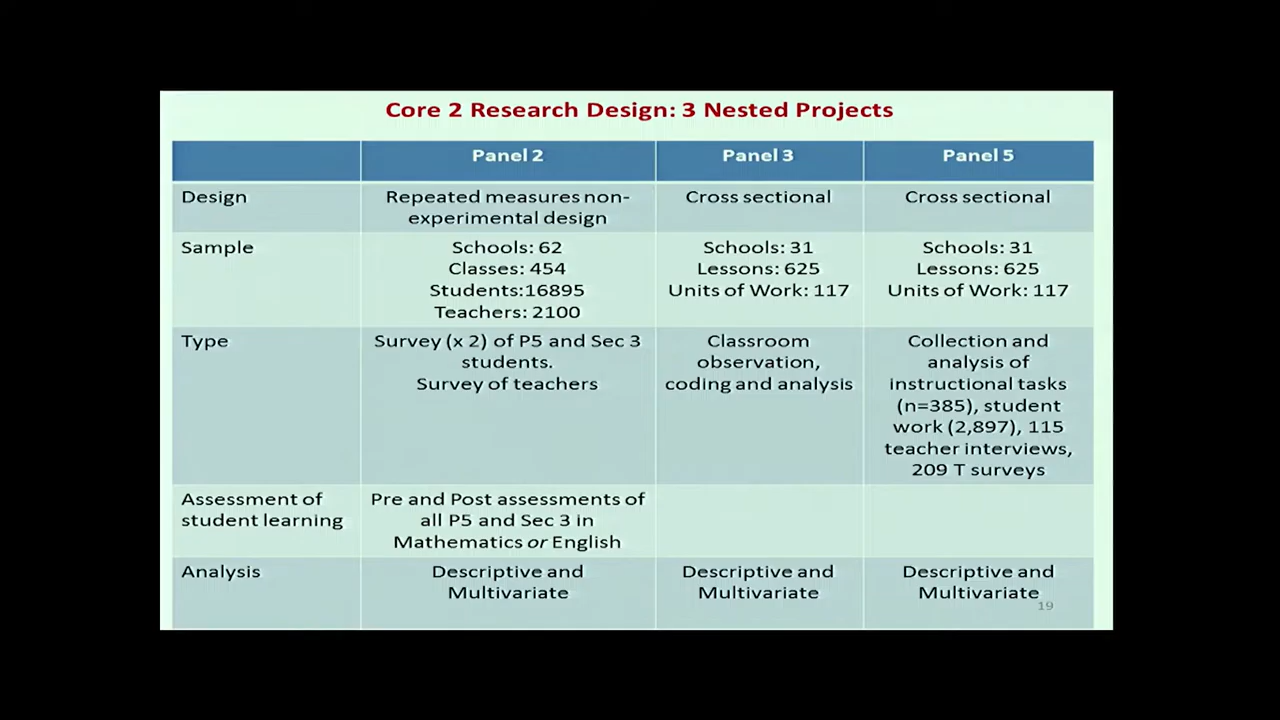 Core 2 Research Design: 3 Nested Projects
Panel 2
Panel 3
Panel 5
Design
Repeated measures non-
experimental design
Cross sectional
Cross sectional
Sample
Schools: 62
Classes: 454
Students:16895
Teachers: 2100
Schools: 31
Lessons: 625
Units of Work: 117
Schools: 31
Lessons: 625
Units of Work: 117
Type
Survey (x 2) of P5 and Sec 3
students.
Survey of teachers
Classroom
observation,
coding and analysis
Collection and
analysis of
instructional tasks
(n=385), student
work (2,897), 115
teacher interviews,
209 T surveys
Assessment of
student learning
Pre and Post assessments of
all P5 and Sec 3 in
Mathematics or English
Analysis
Descriptive and
Multivariate
Descriptive and
Multivariate
Descriptive and
Multivariate
19